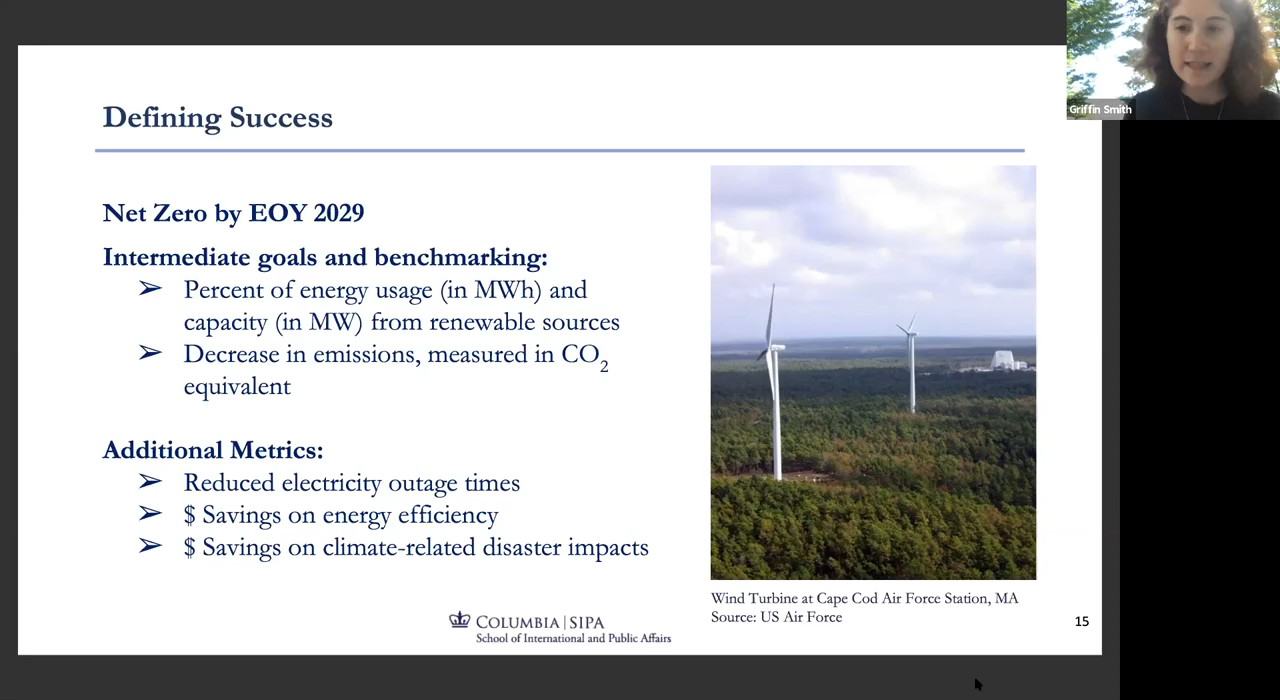 Griffin Smith
Defining Success
Net Zero by EOY 2029
Intermediate goals and benchmarking:
➢ Percent of energy usage (in MWh) and
capacity (in MW) from renewable sources
➢ Decrease in emissions, measured in CO₂
equivalent
Additional Metrics:
➢ Reduced electricity outage times
➢ $ Savings on energy efficiency
➢ $ Savings on climate-related disaster impacts
Wind Turbine at Cape Cod Air Force Station, MA
Source: US Air Force
COLUMBIA | SIPA
School of International and Public Affairs
15